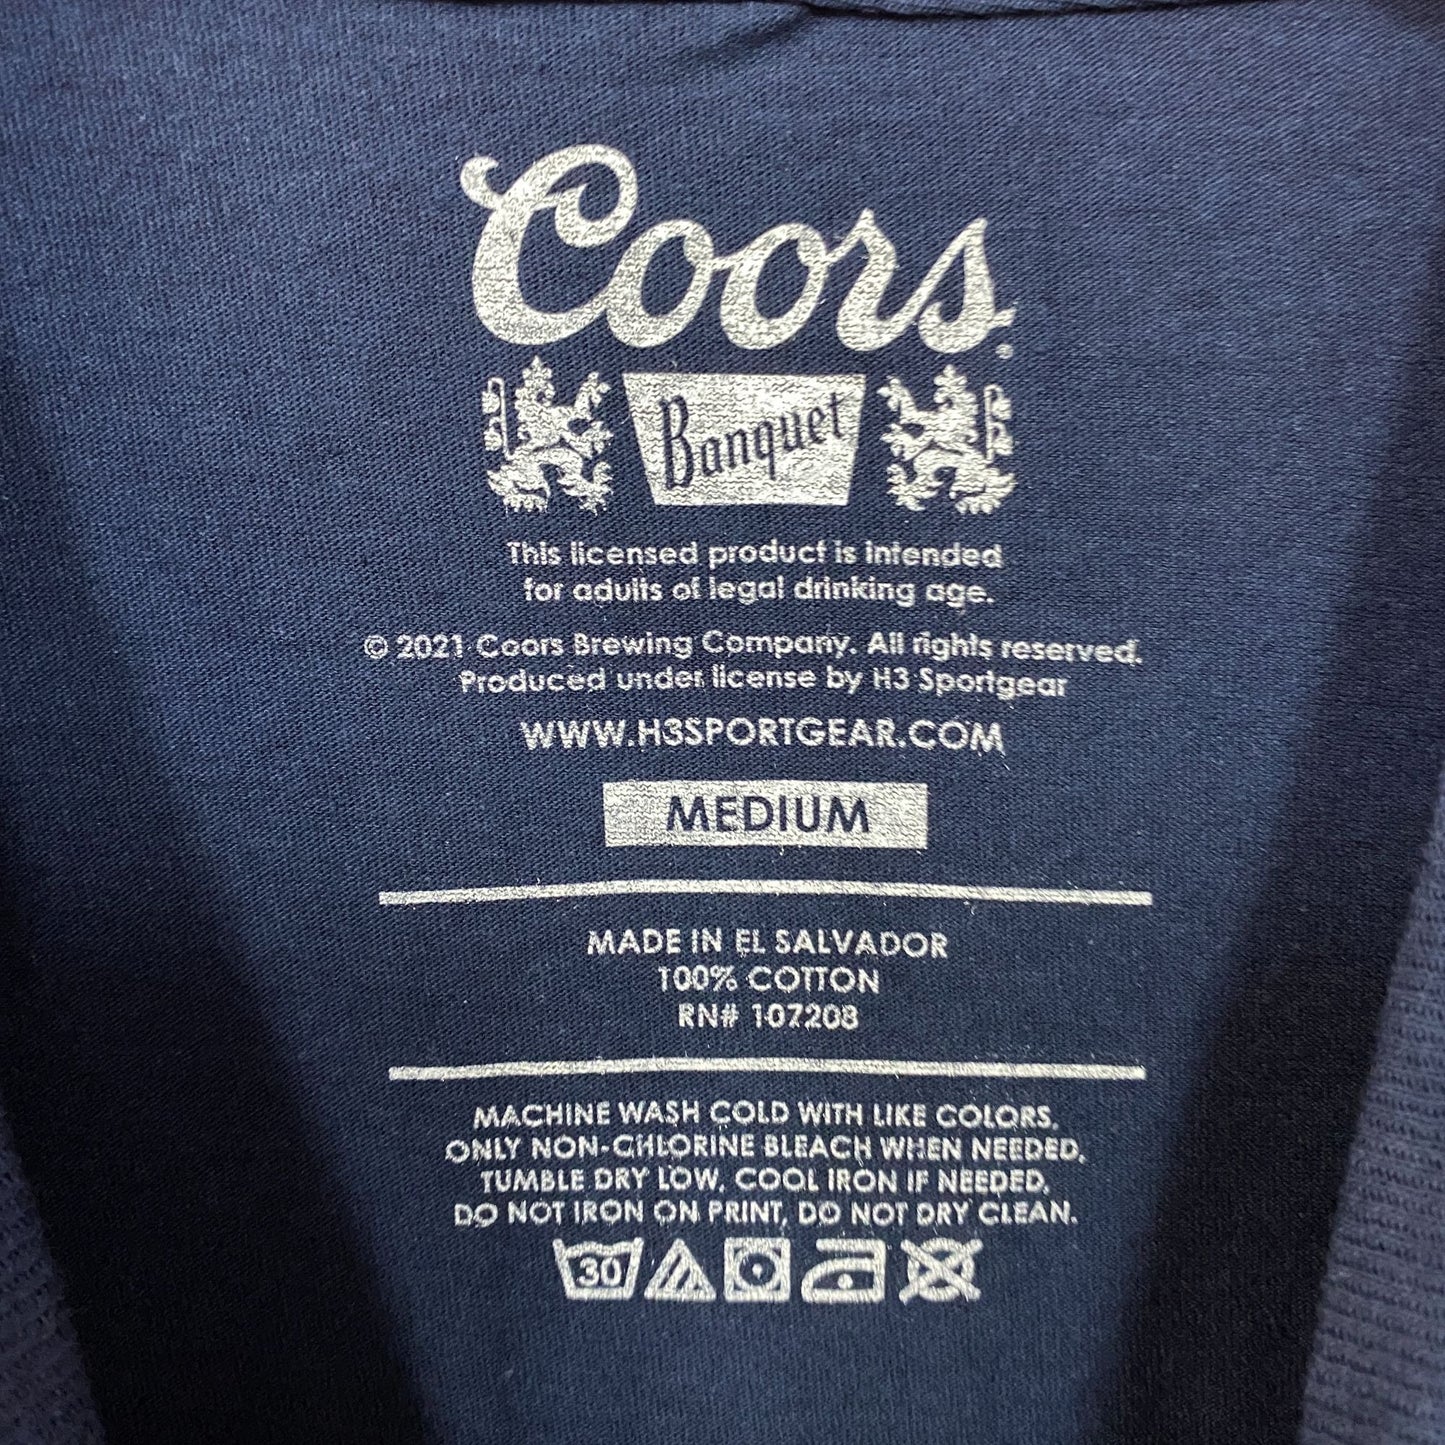 Coors®
Banquet
This licensed product is intended
for adults of legal drinking age.
© 2021 Coors Brewing Company. All rights reserved.
Produced under license by H3 Sportgear
WWW.H3SPORTGEAR.COM
MEDIUM
MADE IN EL SALVADOR
100% COTTON
RN# 107208
MACHINE WASH COLD WITH LIKE COLORS.
ONLY NON-CHLORINE BLEACH WHEN NEEDED.
TUMBLE DRY LOW. COOL IRON IF NEEDED.
DO NOT IRON ON PRINT, DO NOT DRY CLEAN.
30